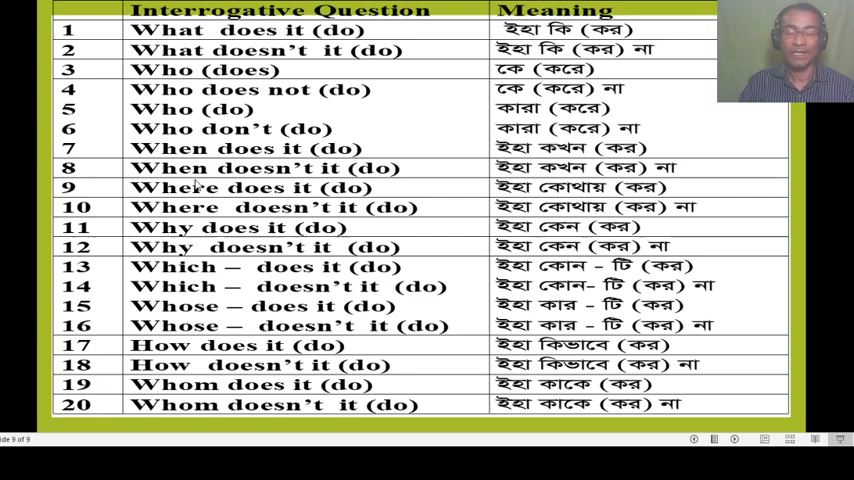 Interrogative Question Meaning
1 What does it (do) ইহা কি (কর)
2 What doesn't it (do) ইহা কি (কর) না
3 Who (does) কে (করে)
4 Who does not (do) কে (করে) না
5 Who (do) কারা (করে)
6 Who don't (do) কারা (করে) না
7 When does it (do) ইহা কখন (কর)
8 When doesn't it (do) ইহা কখন (কর) না
9 Where does it (do) ইহা কোথায় (কর)
10 Where doesn't it (do) ইহা কোথায় (কর) না
11 Why does it (do) ইহা কেন (কর)
12 Why doesn't it (do) ইহা কেন (কর) না
13 Which – does it (do) ইহা কোন - টি (কর)
14 Which – doesn't it (do) ইহা কোন- টি (কর) না
15 Whose – does it (do) ইহা কার - টি (কর)
16 Whose – doesn't it (do) ইহা কার - টি (কর) না
17 How does it (do) ইহা কিভাবে (কর)
18 How doesn't it (do) ইহা কিভাবে (কর) না
19 Whom does it (do) ইহা কাকে (কর)
20 Whom doesn't it (do) ইহা কাকে (কর) না
lide 9 of 9